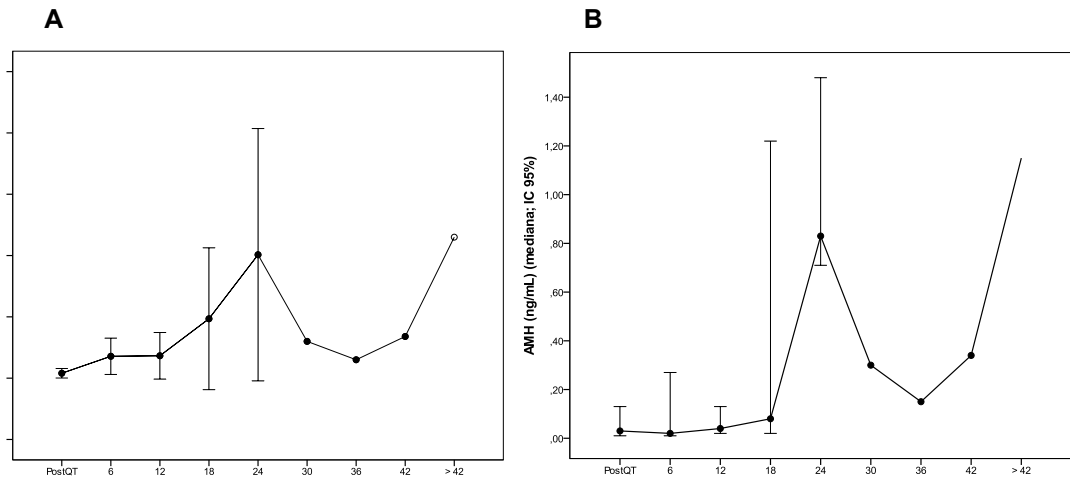 A
B
AMH (ng/mL) (mediana; IC 95%)
1,40
1,20
1,00
,80
,60
,40
,20
,00
PostQT 6 12 18 24 30 36 42 > 42
PostQT 6 12 18 24 30 36 42 > 42